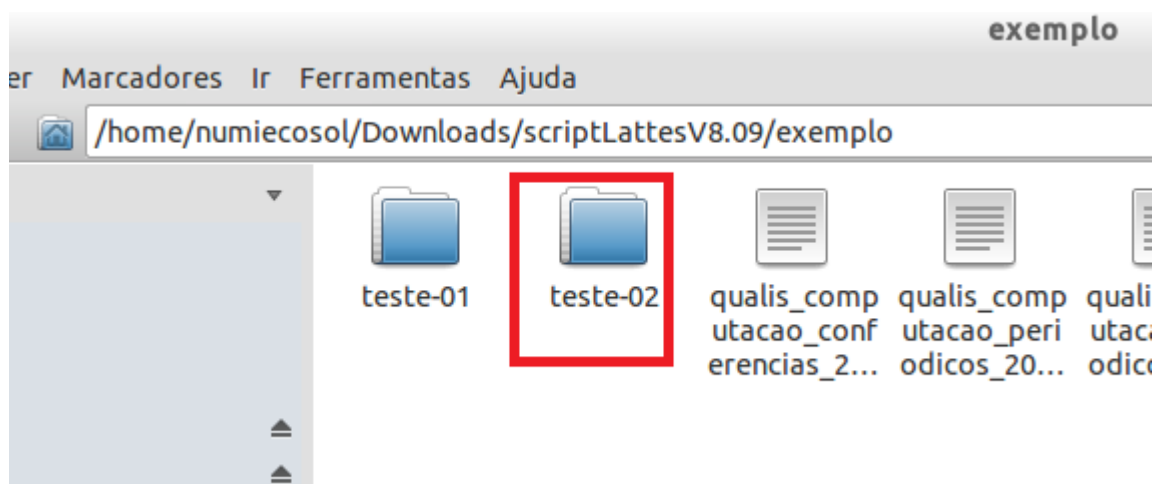 exemplo
er Marcadores Ir Ferramentas Ajuda
/home/numiecosol/Downloads/scriptLattesV8.09/exemplo
teste-01
teste-02
qualis_comp
utacao_conf
erencias_2...
qualis_comp
utacao_peri
odicos_20...
quali
utaca
odico